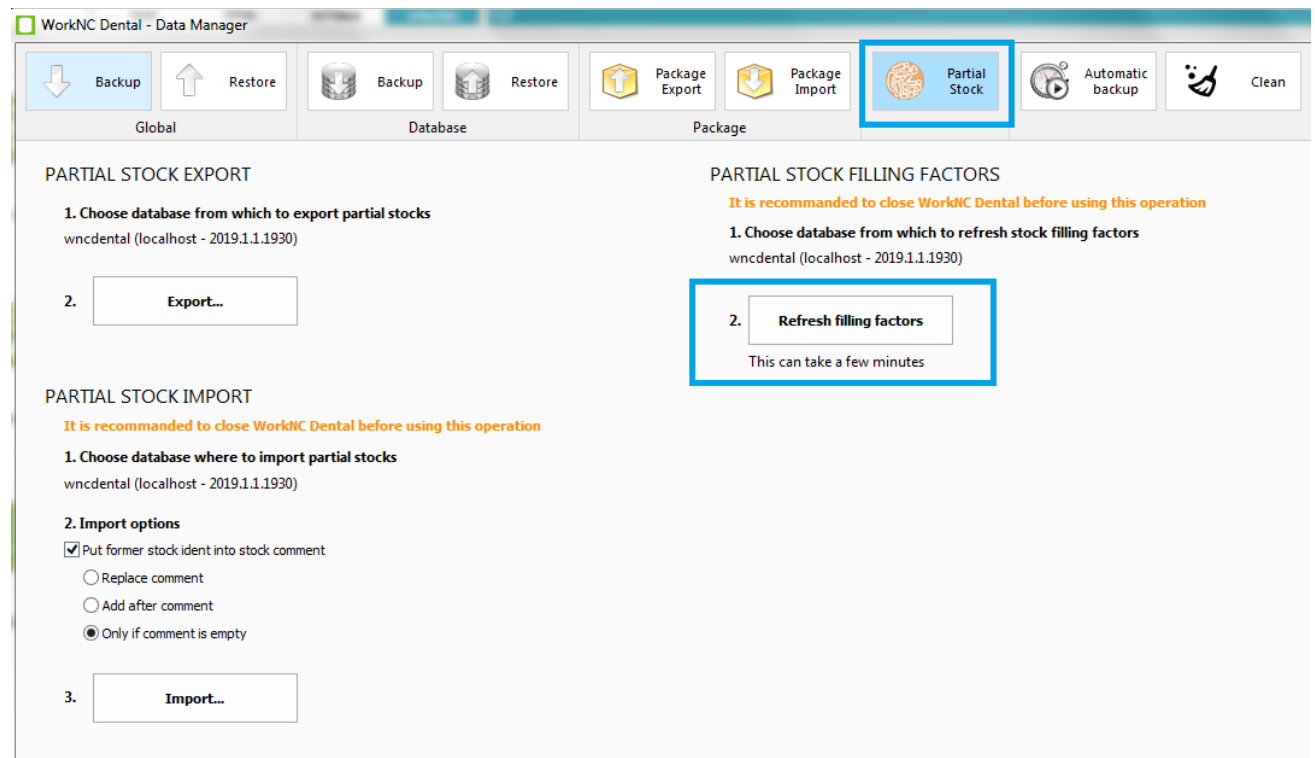 WorkNC Dental - Data Manager
Backup
Restore
Backup
Restore
Package
Export
Package
Import
Partial
Stock
Automatic
backup
Clean
Global
Database
Package
PARTIAL STOCK EXPORT
1. Choose database from which to export partial stocks
wncdental (localhost - 2019.1.1.1930)
2. Export...
PARTIAL STOCK IMPORT
It is recommanded to close WorkNC Dental before using this operation
1. Choose database where to import partial stocks
wncdental (localhost - 2019.1.1.1930)
2. Import options
Put former stock ident into stock comment
Replace comment
Add after comment
Only if comment is empty
3. Import...
PARTIAL STOCK FILLING FACTORS
It is recommanded to close WorkNC Dental before using this operation
1. Choose database from which to refresh stock filling factors
wncdental (localhost - 2019.1.1.1930)
2. Refresh filling factors
This can take a few minutes